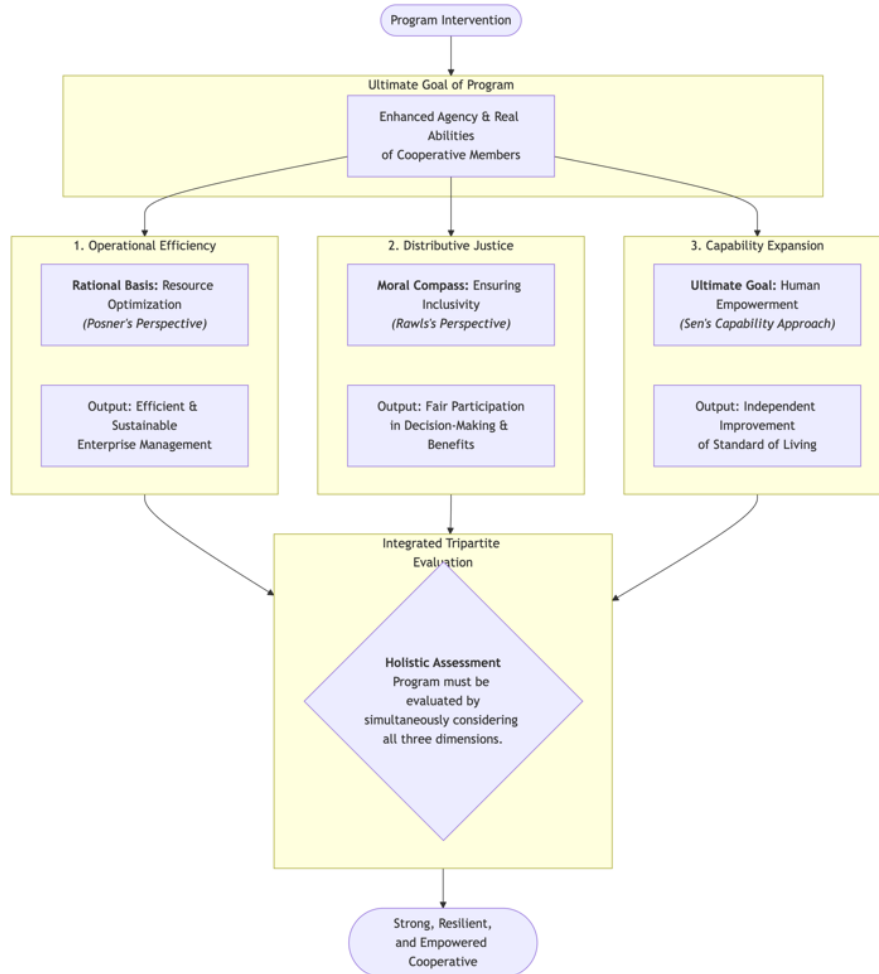 Program Intervention
Ultimate Goal of Program
Enhanced Agency & Real
Abilities
of Cooperative Members
1. Operational Efficiency
Rational Basis: Resource
Optimization
(Posner's Perspective)
Output: Efficient &
Sustainable
Enterprise Management
2. Distributive Justice
Moral Compass: Ensuring
Inclusivity
(Rawls's Perspective)
Output: Fair Participation
in Decision-Making &
Benefits
3. Capability Expansion
Ultimate Goal: Human
Empowerment
(Sen's Capability Approach)
Output: Independent
Improvement
of Standard of Living
Integrated Tripartite
Evaluation
Holistic Assessment
Program must be
evaluated by
simultaneously considering
all three dimensions.
Strong, Resilient,
and Empowered
Cooperative